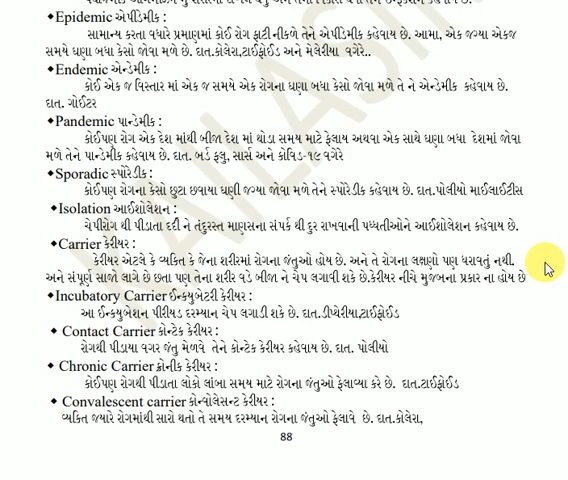 ◆Epidemic એપીડેમીક :
સામાન્ય કરતા વધારે પ્રમાણમાં કોઈ રોગ ફાટી નીકળે તેને એપીડેમીક કહેવાય છે. આમા, એક જગ્યા એકજ
સમયે ઘણા બધા કેસો જોવા મળે છે. દાત.કોલેરા,ટાઈફોઈડ અને મેલેરીયા વગેરે..
◆Endemic એન્ડેમીક :
કોઈ એક જ વિસ્તાર માં એક જ સમયે એક રોગના ઘણા બધા કેસો જોવા મળે તે ને એન્ડેમીક કહેવાય છે.
દાત. ગોઈટર
◆Pandemic પાન્ડેમીક :
કોઈપણ રોગ એક દેશ માંથી બીજા દેશ માં થોડા સમય માટે ફેલાય અથવા એક સાથે ઘણા બધા દેશમાં જોવા
મળે તેને પાન્ડેમીક કહેવાય છે. દાત. બર્ડ ફ્લુ, સાર્સ અને કોવિડ-૧૯ વગેરે
◆Sporadic સ્પોરેડીક :
કોઈપણ રોગના કેસો છુટા છવાયા ઘણી જગ્યા જોવા મળે તેને સ્પોરેડીક કહેવાય છે. દાત.પોલીયો માઈલાઈટીસ
◆Isolation આઈશોલેશન :
ચેપીરોગ થી પીડાતા દર્દી ને તંદુરસ્ત માણસના સંપર્ક થી દુર રાખવાની પધ્ધતીઓને આઈશોલેશન કહેવાય છે.
◆Carrier કેરીયર :
કેરીયર એટલે કે વ્યકિત કે જેના શરીરમાં રોગના જંતુઓ હોય છે. અને તે રોગના લક્ષણો પણ ધરાવતું નથી.
અને સંપૂર્ણ સાજો લાગે છે છતા પણ તેના શરીર વડે બીજા ને ચેપ લગાવી શકે છે.કેરીયર નીચે મુજબના પ્રકાર ના હોય છે
◆Incubatory Carrier ઈન્કયુબેટરી કેરીયર :
આ ઈન્કયુબેશન પીરીયડ દરમ્યાન ચેપ લગાડી શકે છે. દાત.ડીપ્થેરીયા,ટાઈફોઈડ
◆ Contact Carrier કોન્ટેક કેરીયર :
રોગથી પીડાયા વગર જંતુ મેળવે તેને કોન્ટેક કેરીયર કહેવાય છે. દાત. પોલીયો
◆ Chronic Carrier ક્રોનીક કેરીયર :
કોઈપણ રોગથી પીડાતા લોકો લાંબા સમય માટે રોગના જંતુઓ ફેલાવ્યા કરે છે. દાત.ટાઈફોઈડ
◆ Convalescent carrier કોન્વોલેસન્ટ કેરીયર :
વ્યકિત જયારે રોગમાંથી સારો થતો તે સમય દરમ્યાન રોગના જંતુઓ ફેલાવે છે. દાત.કોલેરા,
88